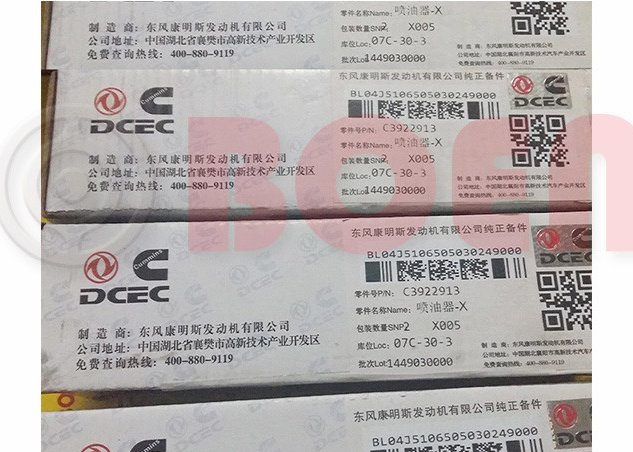 零件名称Name: 喷油器-X
包装数量SNP: 2 X005
制 造 商: 东风康明斯发动机有限公司
库位Loc: 07C-30-3
公司地址: 中国湖北省襄樊市高新技术产业开发区
批次Lot: 1449030000
免费查询热线: 400-880-9119
东风康明斯发动机有限公司纯正备件
Cummins
BL04J5106505030249000
DCEC
零件号P/N: C3922913
零件名称Name: 喷油器-X
制 造 商: 东风康明斯发动机有限公司
包装数量SNP 2 X005
公司地址: 中国湖北省襄樊市高新技术产业开发区
库位Loc: 07C-30-3
免费查询热线: 400-880-9119
批次Lot 1449030000
© BOEN
东风康明斯发动机有限公司纯正备件
Cummins
BL04J5106505030249000
DCEC
零件号P/N: C3922913
零件名称Name: 喷油器-X
制 造 商: 东风康明斯发动机有限公司
包装数量SNP2 X005
公司地址: 中国湖北省襄樊市高新技术产业开发区
库位Loc: 07C-30-3
免费查询热线: 400-880-9119
批次Lot:1449030000
东风康明斯发动机有限公司纯正备件
Cummins
BL04J5106505030249000